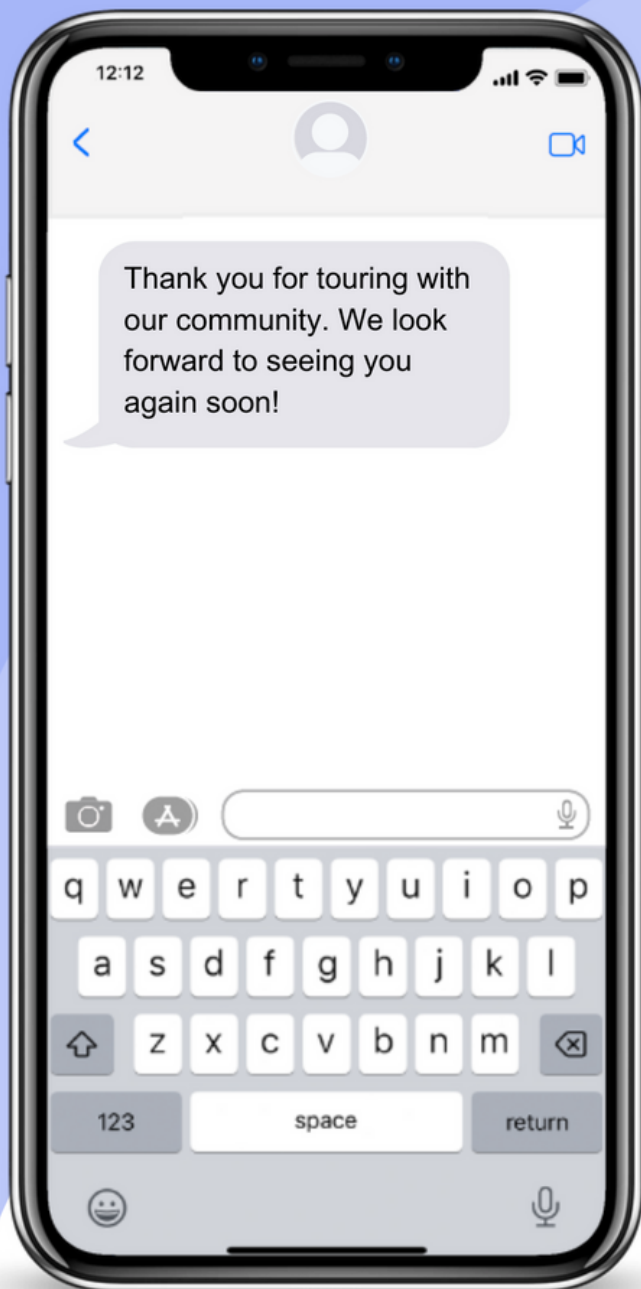 12:12
Thank you for touring with
our community. We look
forward to seeing you
again soon!
q w e r t y u i o p
a s d f g h j k l
z x c v b n m
123 space return